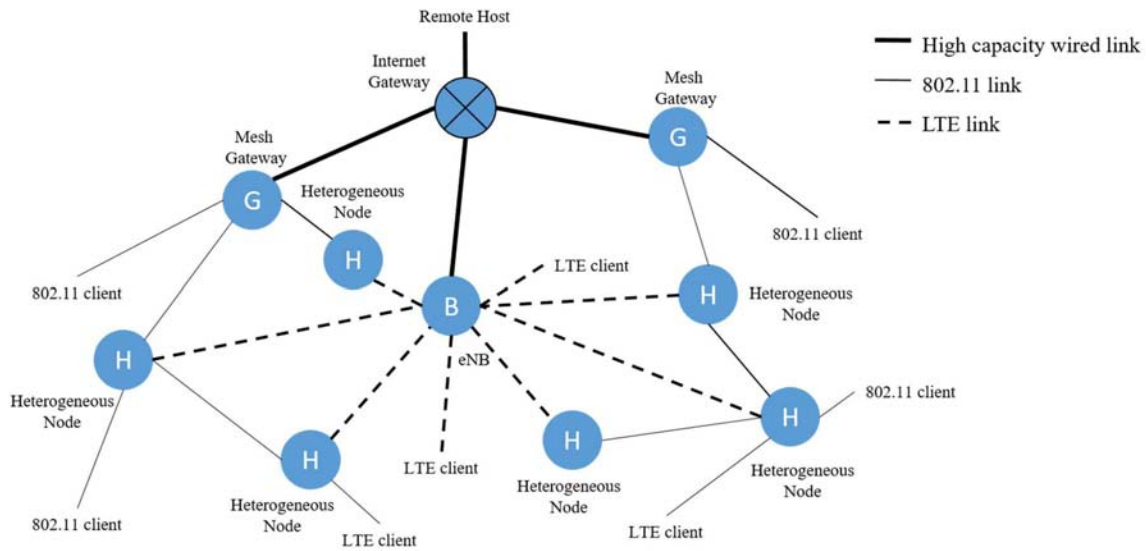 Remote Host
Internet
Gateway
High capacity wired link
802.11 link
LTE link
Mesh
Gateway
G
Mesh
Gateway
G
Heterogeneous
Node
H
802.11 client
LTE client
802.11 client
B
eNB
H
Heterogeneous
Node
H
Heterogeneous
Node
802.11 client
H
Heterogeneous
Node
H
Heterogeneous
Node
LTE client
H
Heterogeneous
Node
802.11 client
LTE client
LTE client